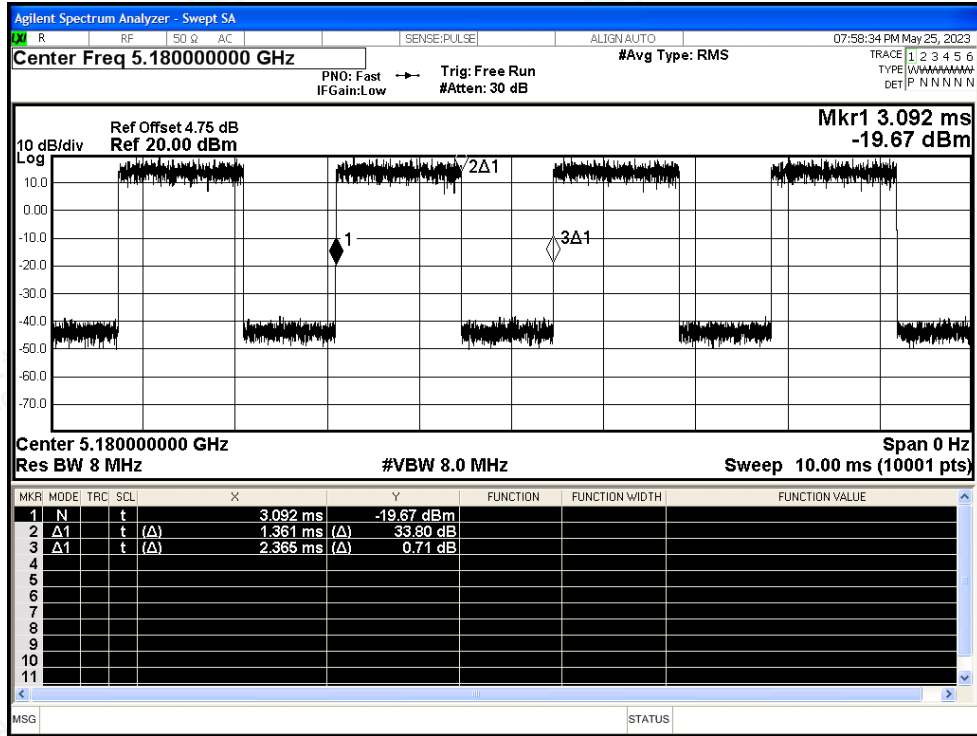 Agilent Spectrum Analyzer - Swept SA
LXI R RF 50 Ω AC SENSE:PULSE ALIGN AUTO 07:58:34 PM May 25, 2023
Center Freq 5.180000000 GHz
PNO: Fast
IFGain:Low
Trig: Free Run
#Atten: 30 dB
#Avg Type: RMS
TRACE 1 2 3 4 5 6
TYPE W
DET P N N N N N
Mkr1 3.092 ms
-19.67 dBm
Ref Offset 4.75 dB
10 dB/div Ref 20.00 dBm
Log
10.0
0.00
-10.0
-20.0
-30.0
-40.0
-50.0
-60.0
-70.0
2Δ1
1
3Δ1
Center 5.180000000 GHz Span 0 Hz
Res BW 8 MHz #VBW 8.0 MHz Sweep 10.00 ms (10001 pts)
MKR MODE TRC SCL X Y FUNCTION FUNCTION WIDTH FUNCTION VALUE
1 N t 3.092 ms -19.67 dBm
2 Δ1 t (Δ) 1.361 ms (Δ) 33.80 dB
3 Δ1 t (Δ) 2.365 ms (Δ) 0.71 dB
4
5
6
7
8
9
10
11
MSG STATUS